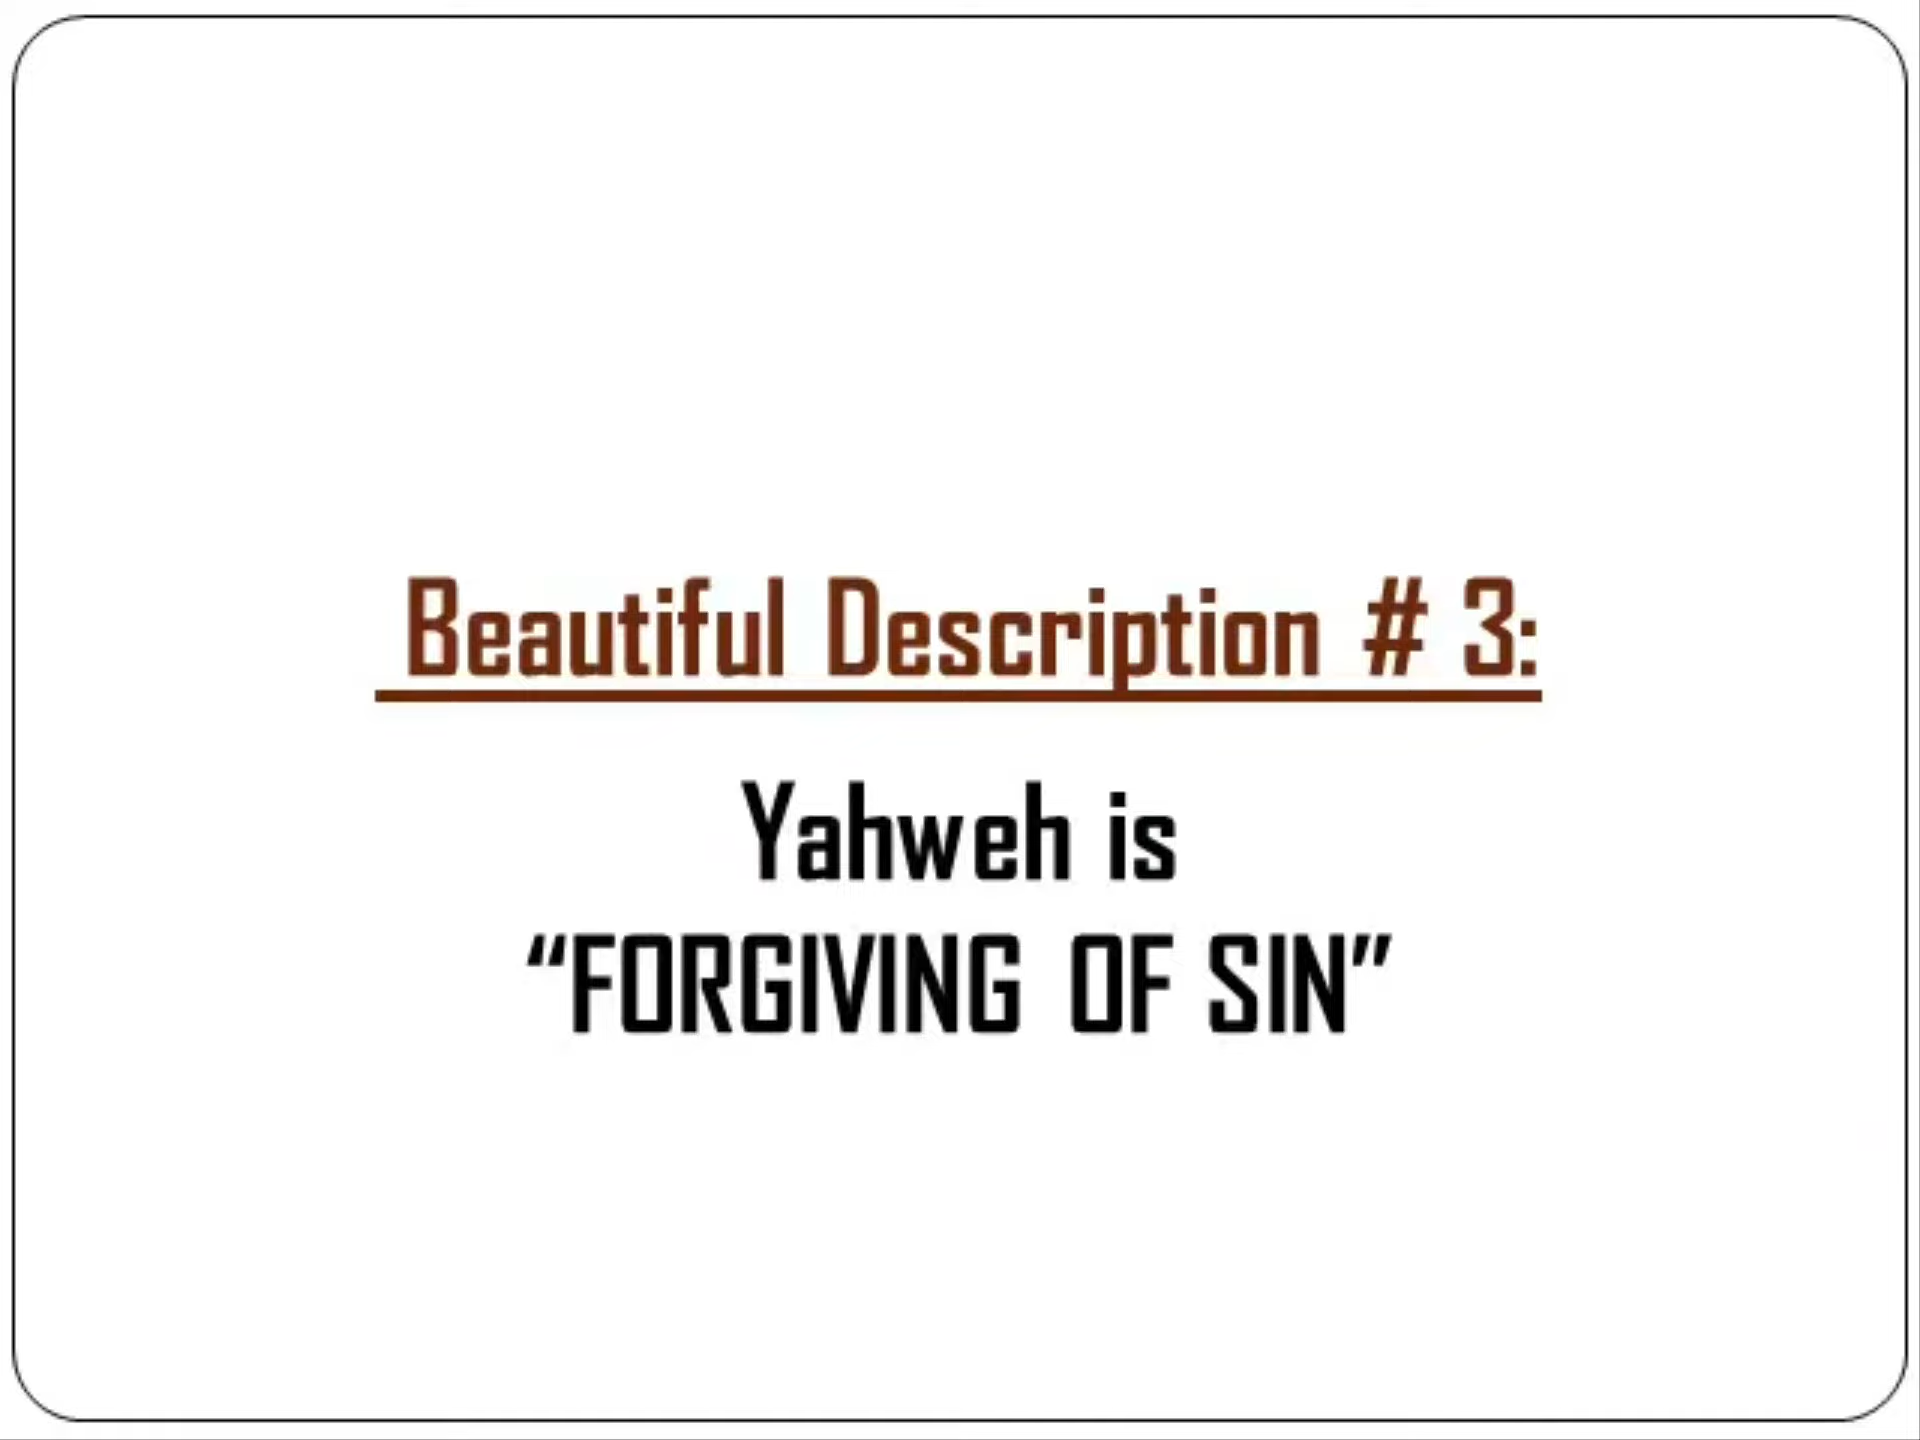 Beautiful Description # 3:
Yahweh is
“FORGIVING OF SIN”